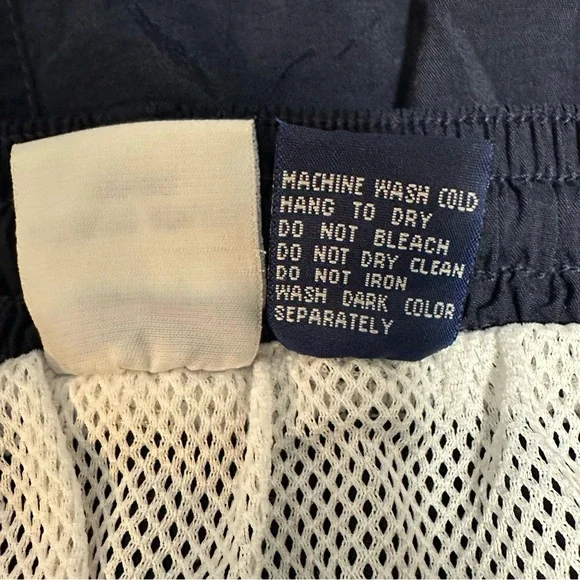 MACHINE WASH COLD
HANG TO DRY
DO NOT BLEACH
DO NOT DRY CLEAN
DO NOT IRON
WASH DARK COLOR
SEPARATELY